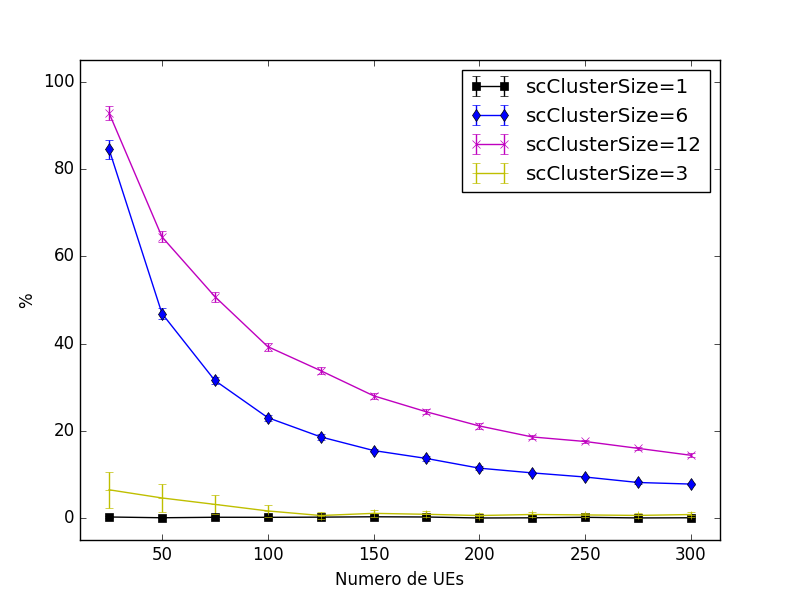 scClusterSize=1
scClusterSize=6
scClusterSize=12
scClusterSize=3
%
100
80
60
40
20
0
50 100 150 200 250 300
Numero de UEs